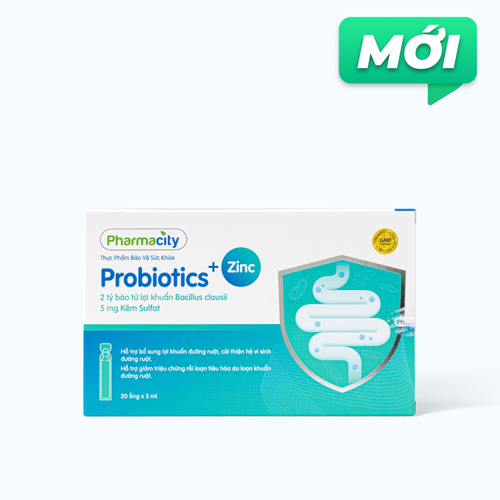 MỚI
Pharmacity
Thực Phẩm Bảo Vệ Sức Khỏe
Probiotics+ Zinc
2 tỷ bào tử lợi khuẩn Bacillus clausii
5 mg Kẽm Sulfat
GMP
Hỗ trợ bổ sung lợi khuẩn đường ruột, cải thiện hệ vi sinh
đường ruột.
Hỗ trợ giảm triệu chứng rối loạn tiêu hóa do loạn khuẩn
đường ruột.
20 ống x 5 ml